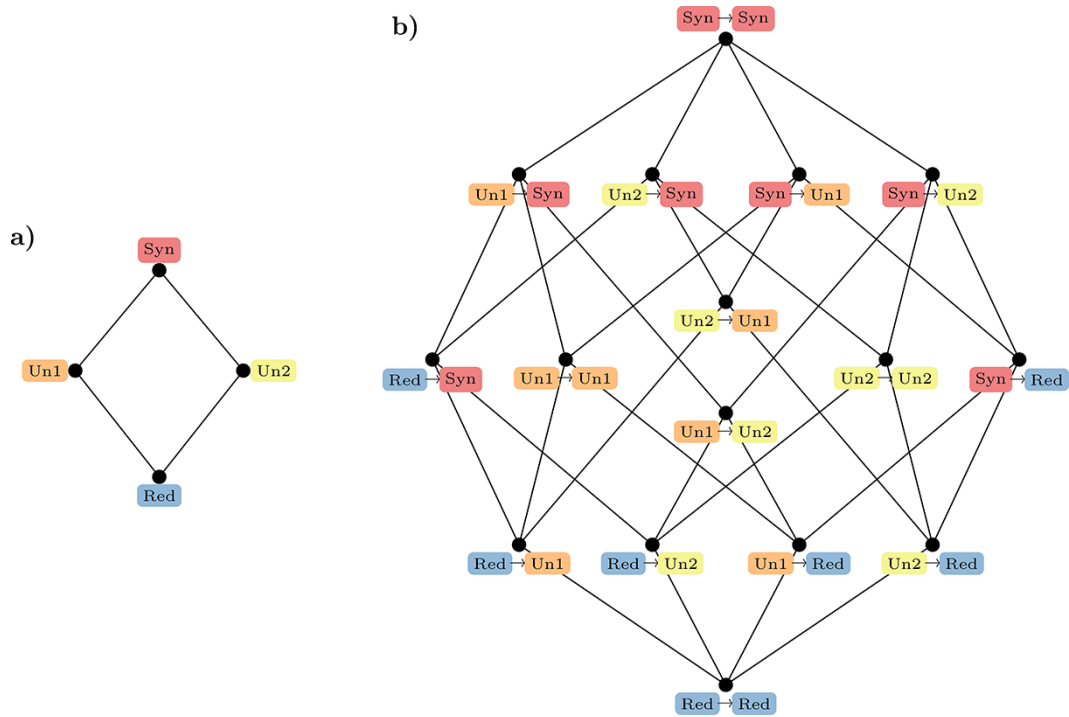 a)
Syn
Un1
Un2
Red
b)
Syn→Syn
Un1→Syn
Un2→Syn
Syn→Un1
Syn→Un2
Un2→Un1
Red→Syn
Un1→Un1
Un2→Un2
Syn→Red
Un1→Un2
Red→Un1
Red→Un2
Un1→Red
Un2→Red
Red→Red